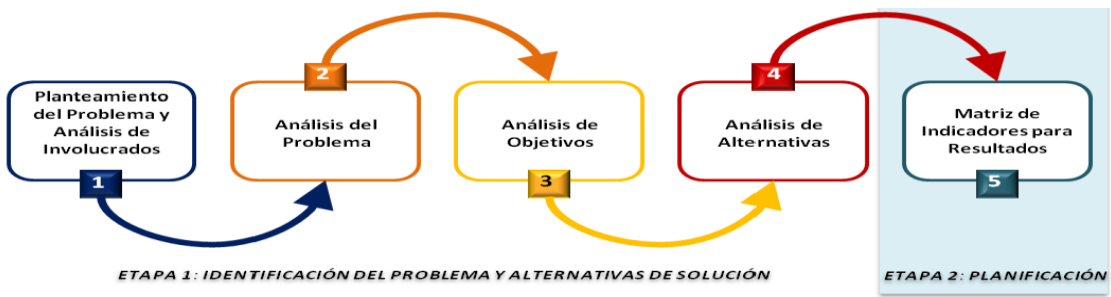 2
4
Planteamiento
del Problema y
Análisis de
Involucrados
1
Análisis del
Problema
Análisis de
Objetivos
3
Análisis de
Alternativas
Matriz de
Indicadores para
Resultados
5
ETAPA 1: IDENTIFICACIÓN DEL PROBLEMA Y ALTERNATIVAS DE SOLUCIÓN
ETAPA 2: PLANIFICACIÓN